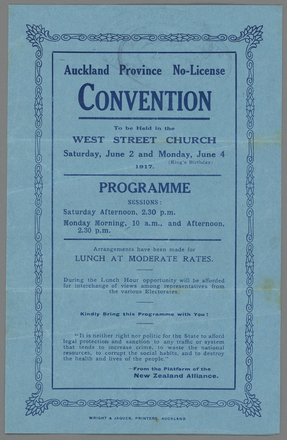 Auckland Province No-License
CONVENTION
To be Held in the
WEST STREET CHURCH
Saturday, June 2 and Monday, June 4
(King's Birthday)
1917.
PROGRAMME
SESSIONS:
Saturday Afternoon, 2.30 p.m.
Monday Morning, 10 a.m., and Afternoon,
2.30 p.m.
Arrangements have been made for
LUNCH AT MODERATE RATES.
During the Lunch Hour opportunity will be afforded
for interchange of views among representatives from
the various Electorates.
Kindly Bring this Programme with You!
"It is neither right nor politic for the State to afford
legal protection and sanction to any traffic or system
that tends to increase crime, to waste the national
resources, to corrupt the social habits, and to destroy
the health and lives of the people."
—From the Platform of the
New Zealand Alliance.
WRIGHT & JAQUES, PRINTERS, AUCKLAND